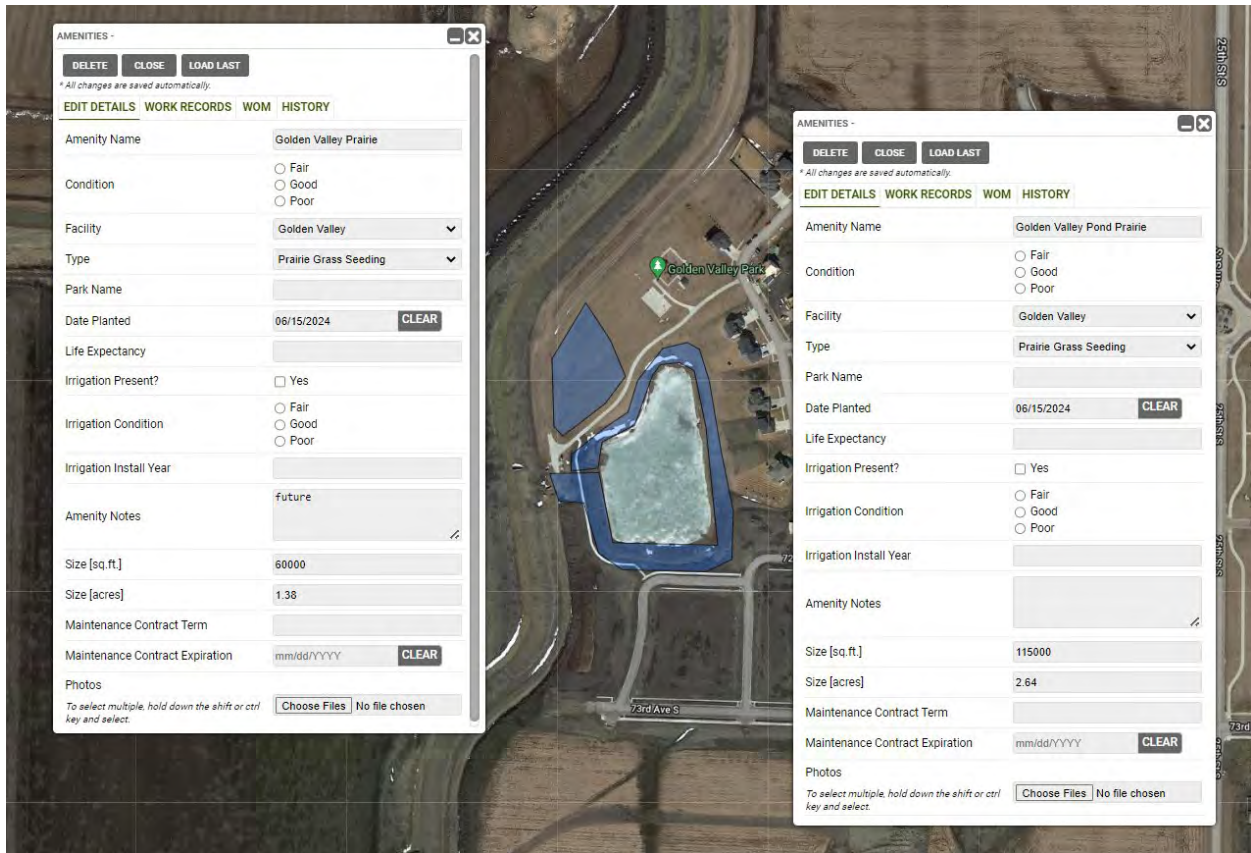 AMENITIES -
DELETE CLOSE LOAD LAST
* All changes are saved automatically.
EDIT DETAILS WORK RECORDS WOM HISTORY
Amenity Name Golden Valley Prairie
Condition
Fair
Good
Poor
Facility Golden Valley
Type Prairie Grass Seeding
Park Name
Date Planted 06/15/2024 CLEAR
Life Expectancy
Irrigation Present? Yes
Irrigation Condition
Fair
Good
Poor
Irrigation Install Year
Amenity Notes
future
Size [sq.ft.] 60000
Size [acres] 1.38
Maintenance Contract Term
Maintenance Contract Expiration mm/dd/YYYY CLEAR
Photos
To select multiple, hold down the shift or ctrl
key and select.
Choose Files No file chosen
Golden Valley Park
73rd Ave S
72
AMENITIES -
DELETE CLOSE LOAD LAST
* All changes are saved automatically.
EDIT DETAILS WORK RECORDS WOM HISTORY
Amenity Name Golden Valley Pond Prairie
Condition
Fair
Good
Poor
Facility Golden Valley
Type Prairie Grass Seeding
Park Name
Date Planted 06/15/2024 CLEAR
Life Expectancy
Irrigation Present? Yes
Irrigation Condition
Fair
Good
Poor
Irrigation Install Year
Amenity Notes
Size [sq.ft.] 115000
Size [acres] 2.64
Maintenance Contract Term
Maintenance Contract Expiration mm/dd/YYYY CLEAR
Photos
To select multiple, hold down the shift or ctrl
key and select.
Choose Files No file chosen
25th St S
25th St S
25th St S
73rd